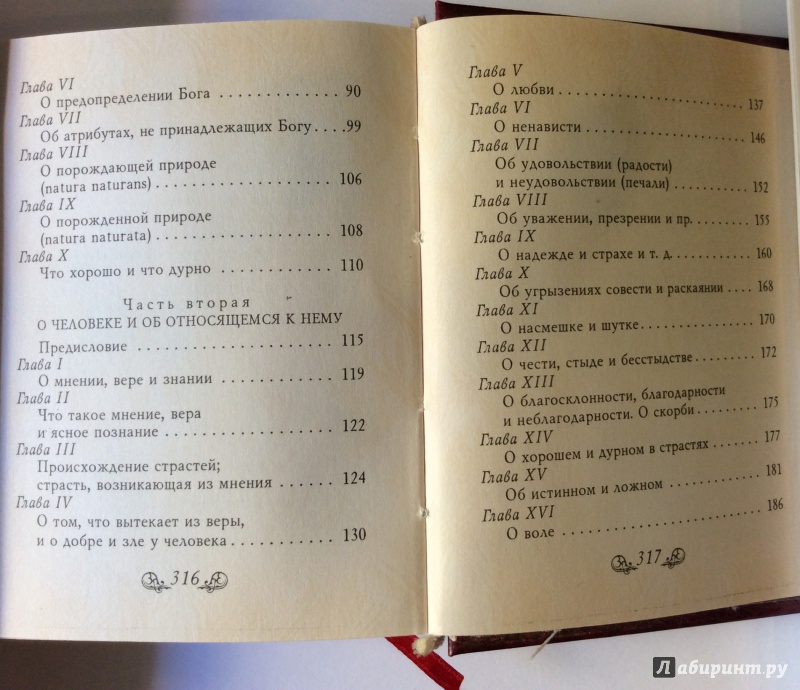 Глава VI
О предопределении Бога . . . . . . . . . . . . . 90
Глава VII
Об атрибутах, не принадлежащих Богу . . . .99
Глава VIII
О порождающей природе
(natura naturans) . . . . . . . . . . . . . . . . . . . 106
Глава IX
О порожденной природе
(natura naturata) . . . . . . . . . . . . . . . . . . . 108
Глава X
Что хорошо и что дурно . . . . . . . . . . . . 110
Часть вторая
О ЧЕЛОВЕКЕ И ОБ ОТНОСЯЩЕМСЯ К НЕМУ
Предисловие . . . . . . . . . . . . . . . . . . . . . 115
Глава I
О мнении, вере и знании . . . . . . . . . . . . 119
Глава II
Что такое мнение, вера
и ясное познание . . . . . . . . . . . . . . . . . . 122
Глава III
Происхождение страстей;
страсть, возникающая из мнения . . . . . . 124
Глава IV
О том, что вытекает из веры,
и о добре и зле у человека . . . . . . . . . . . 130
316
Глава V
О любви . . . . . . . . . . . . . . . . . . . . . . . 137
Глава VI
О ненависти . . . . . . . . . . . . . . . . . . . . 146
Глава VII
Об удовольствии (радости)
и неудовольствии (печали) . . . . . . . . . . 152
Глава VIII
Об уважении, презрении и пр. . . . . . . . 155
Глава IX
О надежде и страхе и т. д. . . . . . . . . . . 160
Глава X
Об угрызениях совести и раскаянии . . . . 168
Глава XI
О насмешке и шутке . . . . . . . . . . . . . . 170
Глава XII
О чести, стыде и бесстыдстве . . . . . . . . 172
Глава XIII
О благосклонности, благодарности
и неблагодарности. О скорби . . . . . . . . 175
Глава XIV
О хорошем и дурном в страстях . . . . . . 177
Глава XV
Об истинном и ложном . . . . . . . . . . . . 181
Глава XVI
О воле . . . . . . . . . . . . . . . . . . . . . . . . 186
317
Лабиринт.ру